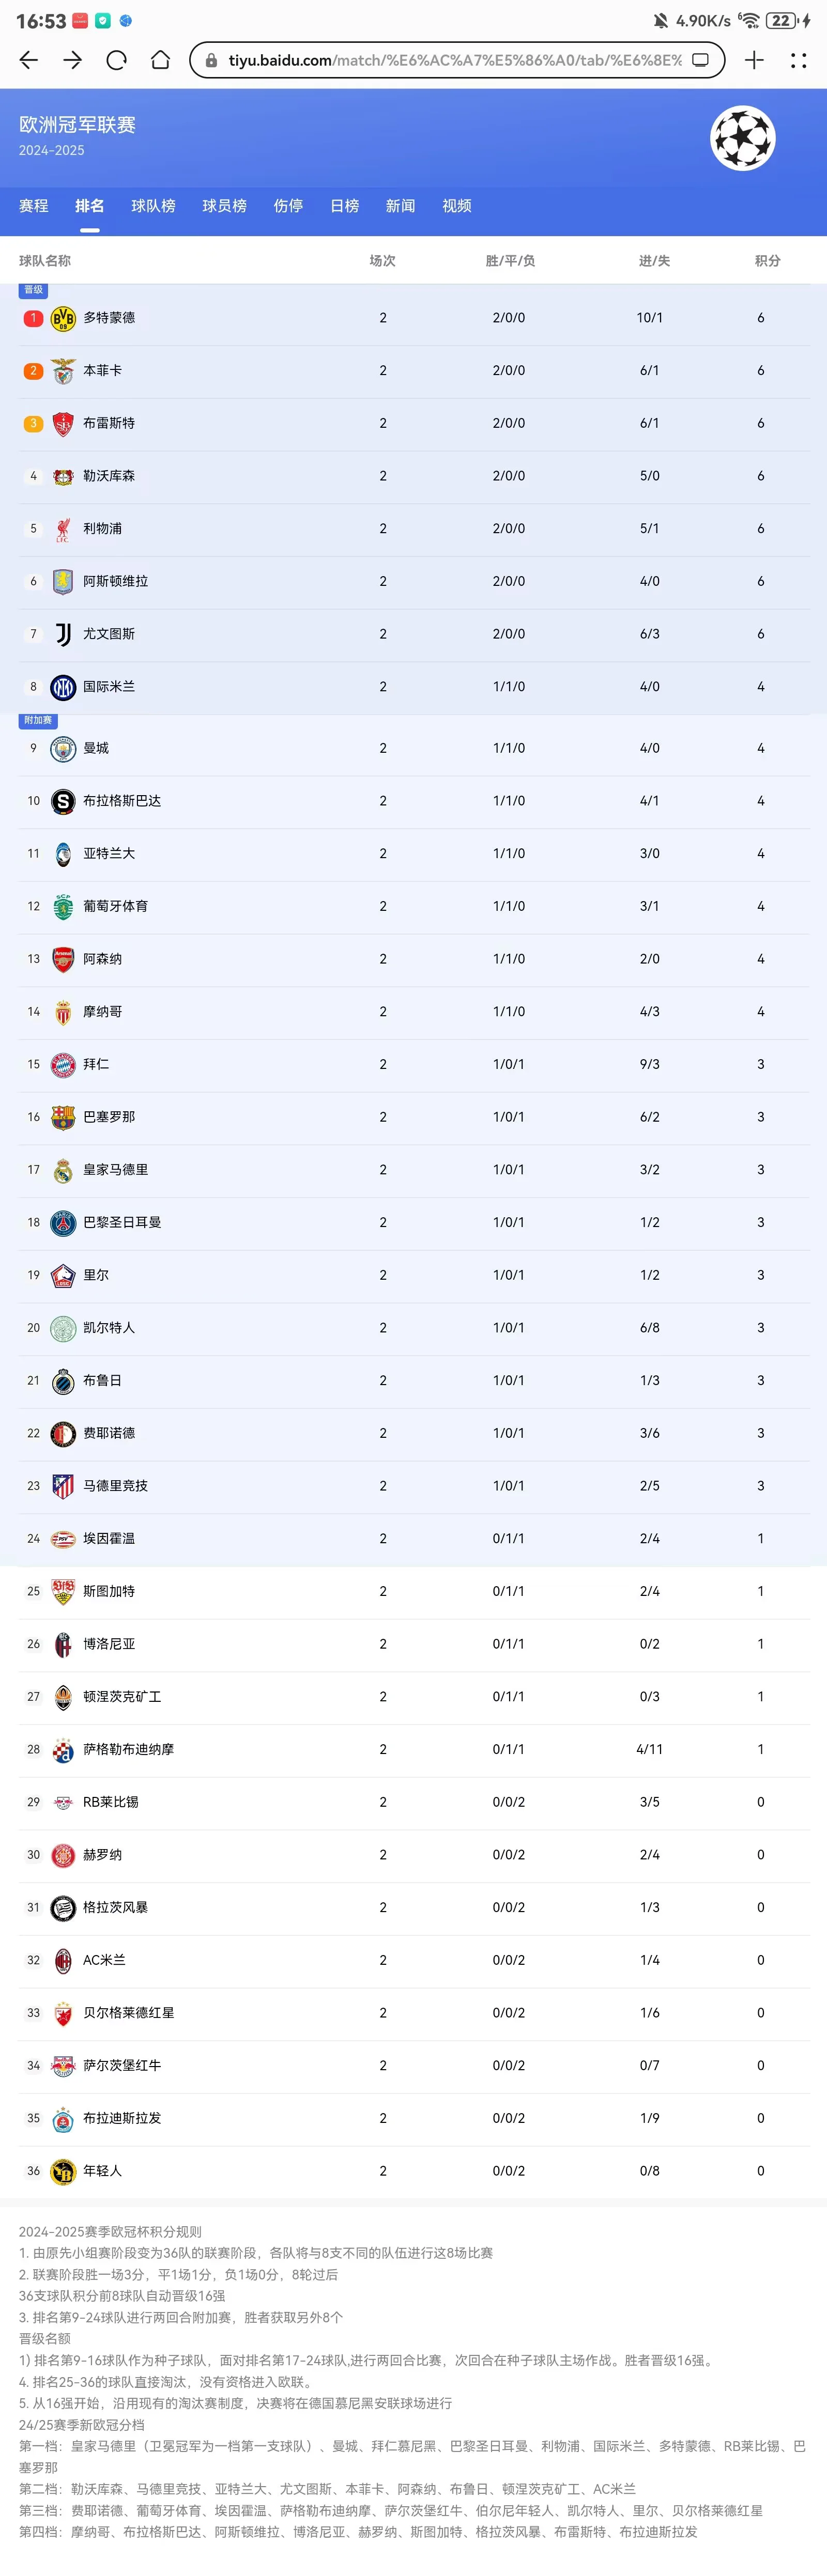 16:53 4.90K/s 6 22
tiyu.baidu.com/match/%E6%AC%A7%E5%86%A0/tab/%E6%8E%
欧洲冠军联赛
2024-2025
赛程 排名 球队榜 球员榜 伤停 日榜 新闻 视频
球队名称 场次 胜/平/负 进/失 积分
晋级
1 多特蒙德 2 2/0/0 10/1 6
2 本菲卡 2 2/0/0 6/1 6
3 布雷斯特 2 2/0/0 6/1 6
4 勒沃库森 2 2/0/0 5/0 6
5 利物浦 2 2/0/0 5/1 6
6 阿斯顿维拉 2 2/0/0 4/0 6
7 尤文图斯 2 2/0/0 6/3 6
8 国际米兰 2 1/1/0 4/0 4
附加赛
9 曼城 2 1/1/0 4/0 4
10 布拉格斯巴达 2 1/1/0 4/1 4
11 亚特兰大 2 1/1/0 3/0 4
12 葡萄牙体育 2 1/1/0 3/1 4
13 阿森纳 2 1/1/0 2/0 4
14 摩纳哥 2 1/1/0 4/3 4
15 拜仁 2 1/0/1 9/3 3
16 巴塞罗那 2 1/0/1 6/2 3
17 皇家马德里 2 1/0/1 3/2 3
18 巴黎圣日耳曼 2 1/0/1 1/2 3
19 里尔 2 1/0/1 1/2 3
20 凯尔特人 2 1/0/1 6/8 3
21 布鲁日 2 1/0/1 1/3 3
22 费耶诺德 2 1/0/1 3/6 3
23 马德里竞技 2 1/0/1 2/5 3
24 埃因霍温 2 0/1/1 2/4 1
25 斯图加特 2 0/1/1 2/4 1
26 博洛尼亚 2 0/1/1 0/2 1
27 顿涅茨克矿工 2 0/1/1 0/3 1
28 萨格勒布迪纳摩 2 0/1/1 4/11 1
29 RB莱比锡 2 0/0/2 3/5 0
30 赫罗纳 2 0/0/2 2/4 0
31 格拉茨风暴 2 0/0/2 1/3 0
32 AC米兰 2 0/0/2 1/4 0
33 贝尔格莱德红星 2 0/0/2 1/6 0
34 萨尔茨堡红牛 2 0/0/2 0/7 0
35 布拉迪斯拉发 2 0/0/2 1/9 0
36 年轻人 2 0/0/2 0/8 0
2024-2025赛季欧冠杯积分规则
1. 由原先小组赛阶段变为36队的联赛阶段，各队将与8支不同的队伍进行这8场比赛
2. 联赛阶段胜一场3分，平1场1分，负1场0分，8轮过后
36支球队积分前8球队自动晋级16强
3. 排名第9-24球队进行两回合附加赛，胜者获取另外8个
晋级名额
1) 排名第9-16球队作为种子球队，面对排名第17-24球队,进行两回合比赛，次回合在种子球队主场作战。胜者晋级16强。
4. 排名25-36的球队直接淘汰，没有资格进入欧联。
5. 从16强开始，沿用现有的淘汰赛制度，决赛将在德国慕尼黑安联球场进行
24/25赛季新欧冠分档
第一档：皇家马德里（卫冕冠军为一档第一支球队）、曼城、拜仁慕尼黑、巴黎圣日耳曼、利物浦、国际米兰、多特蒙德、RB莱比锡、巴
塞罗那
第二档：勒沃库森、马德里竞技、亚特兰大、尤文图斯、本菲卡、阿森纳、布鲁日、顿涅茨克矿工、AC米兰
第三档：费耶诺德、葡萄牙体育、埃因霍温、萨格勒布迪纳摩、萨尔茨堡红牛、伯尔尼年轻人、凯尔特人、里尔、贝尔格莱德红星
第四档：摩纳哥、布拉格斯巴达、阿斯顿维拉、博洛尼亚、赫罗纳、斯图加特、格拉茨风暴、布雷斯特、布拉迪斯拉发